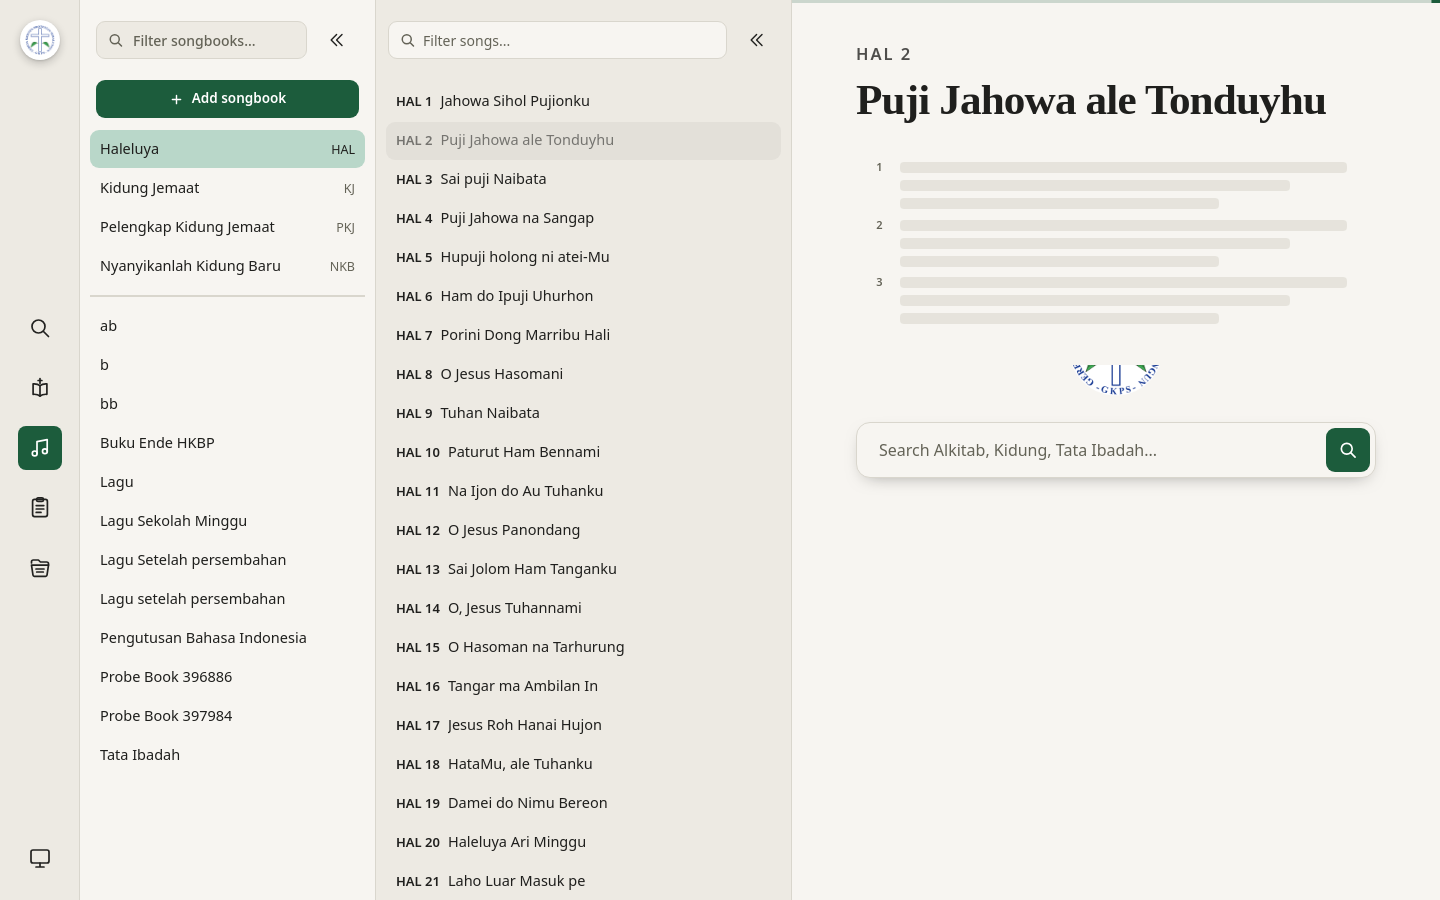 Filter songbooks...
Add songbook
Haleluya HAL
Kidung Jemaat KJ
Pelengkap Kidung Jemaat PKJ
Nyanyikanlah Kidung Baru NKB
ab
b
bb
Buku Ende HKBP
Lagu
Lagu Sekolah Minggu
Lagu Setelah persembahan
Lagu setelah persembahan
Pengutusan Bahasa Indonesia
Probe Book 396886
Probe Book 397984
Tata Ibadah
Filter songs...
HAL 1 Jahowa Sihol Pujionku
HAL 2 Puji Jahowa ale Tonduyhu
HAL 3 Sai puji Naibata
HAL 4 Puji Jahowa na Sangap
HAL 5 Hupuji holong ni atei-Mu
HAL 6 Ham do Ipuji Uhurhon
HAL 7 Porini Dong Marribu Hali
HAL 8 O Jesus Hasomani
HAL 9 Tuhan Naibata
HAL 10 Paturut Ham Bennami
HAL 11 Na Ijon do Au Tuhanku
HAL 12 O Jesus Panondang
HAL 13 Sai Jolom Ham Tanganku
HAL 14 O, Jesus Tuhannami
HAL 15 O Hasoman na Tarhurung
HAL 16 Tangar ma Ambilan In
HAL 17 Jesus Roh Hanai Hujon
HAL 18 HataMu, ale Tuhanku
HAL 19 Damei do Nimu Bereon
HAL 20 Haleluya Ari Minggu
HAL 21 Laho Luar Masuk pe
HAL 2
Puji Jahowa ale Tonduyhu
1
2
3
-GKPS-
Search Alkitab, Kidung, Tata Ibadah...